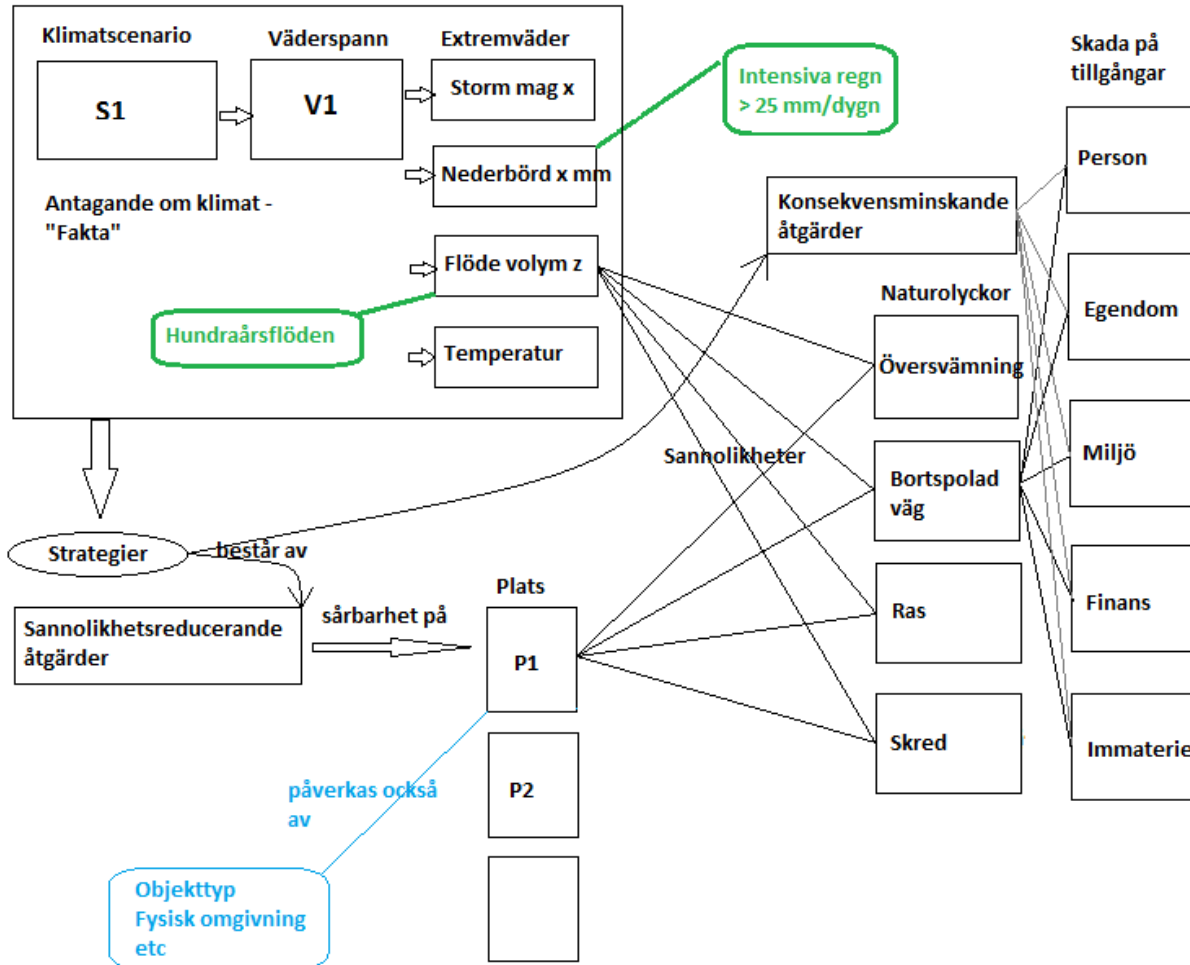 Klimatscenario
Väderspann
Extremväder
Skada på
tillgångar
S1
V1
Storm mag x
Intensiva regn
> 25 mm/dygn
Person
Nederbörd x mm
Antagande om klimat -
"Fakta"
Konsekvensminskande
åtgärder
Flöde volym z
Naturolyckor
Egendom
Hundraårsflöden
Temperatur
Översvämning
Sannolikheter
Miljö
Bortspolad
väg
Strategier
består av
Plats
Finans
Sannolikhetsreducerande
åtgärder
sårbarhet på
P1
Ras
Skred
Immaterie
påverkas också
av
P2
Objekttyp
Fysisk omgivning
etc